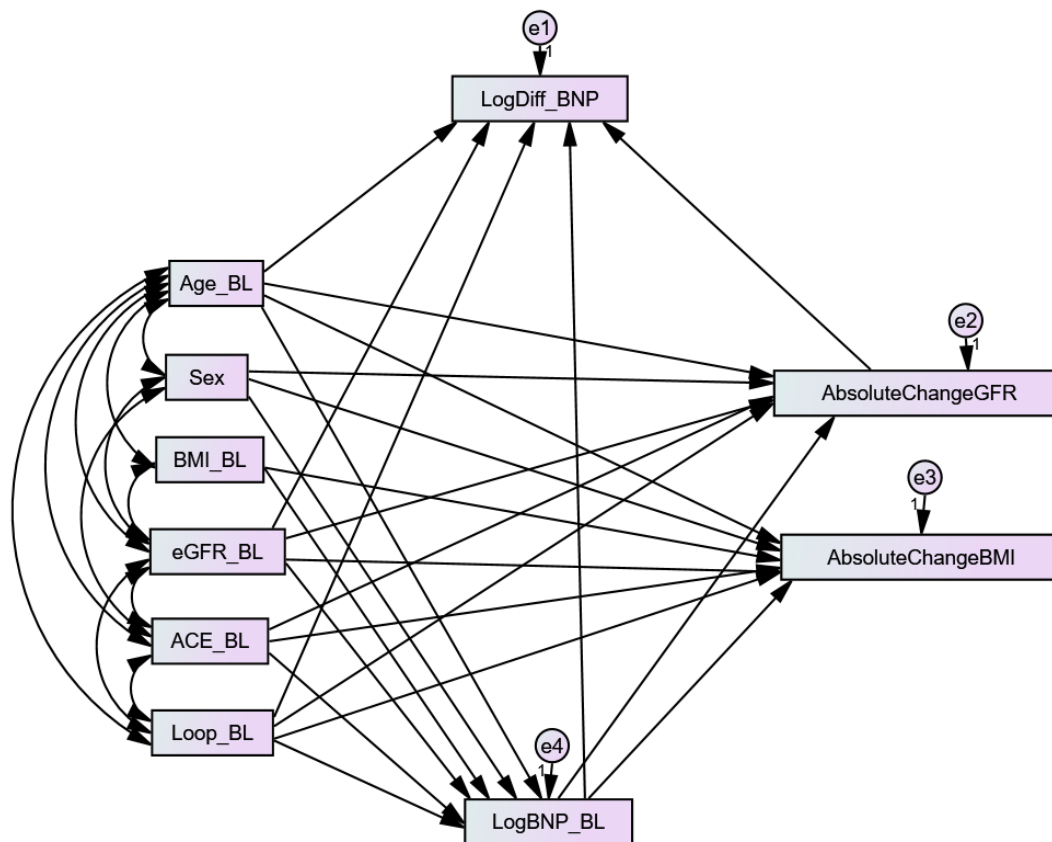 e1
1
LogDiff_BNP
Age_BL
e2
1
Sex
AbsoluteChangeGFR
BMI_BL
e3
1
eGFR_BL
AbsoluteChangeBMI
ACE_BL
Loop_BL
e4
1
LogBNP_BL